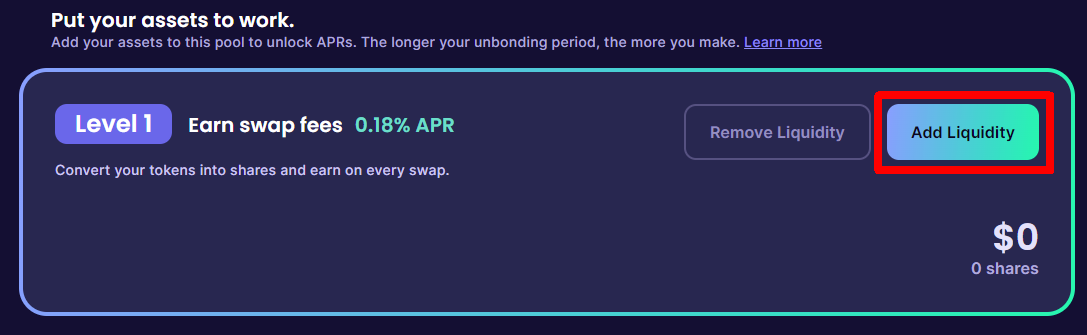 Put your assets to work.
Add your assets to this pool to unlock APRs. The longer your unbonding period, the more you make. Learn more
Level 1 Earn swap fees 0.18% APR
Remove Liquidity
Add Liquidity
Convert your tokens into shares and earn on every swap.
$0
0 shares